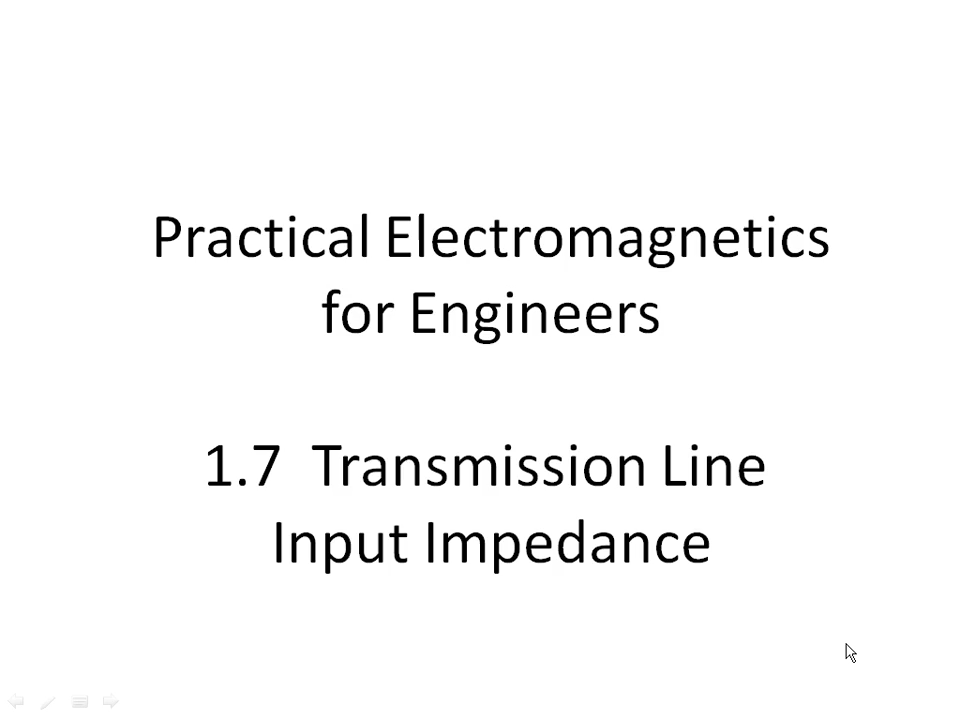 Practical Electromagnetics
for Engineers
1.7 Transmission Line
Input Impedance